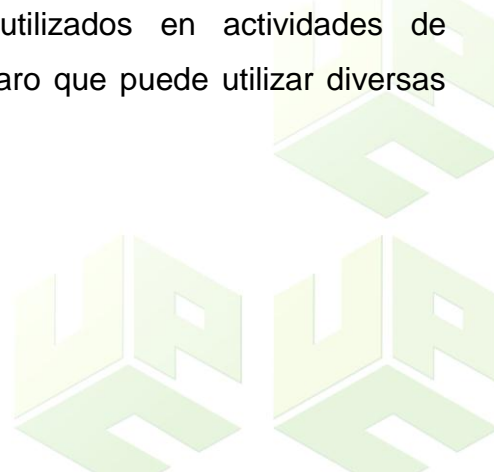 utilizados en actividades de
aro que puede utilizar diversas